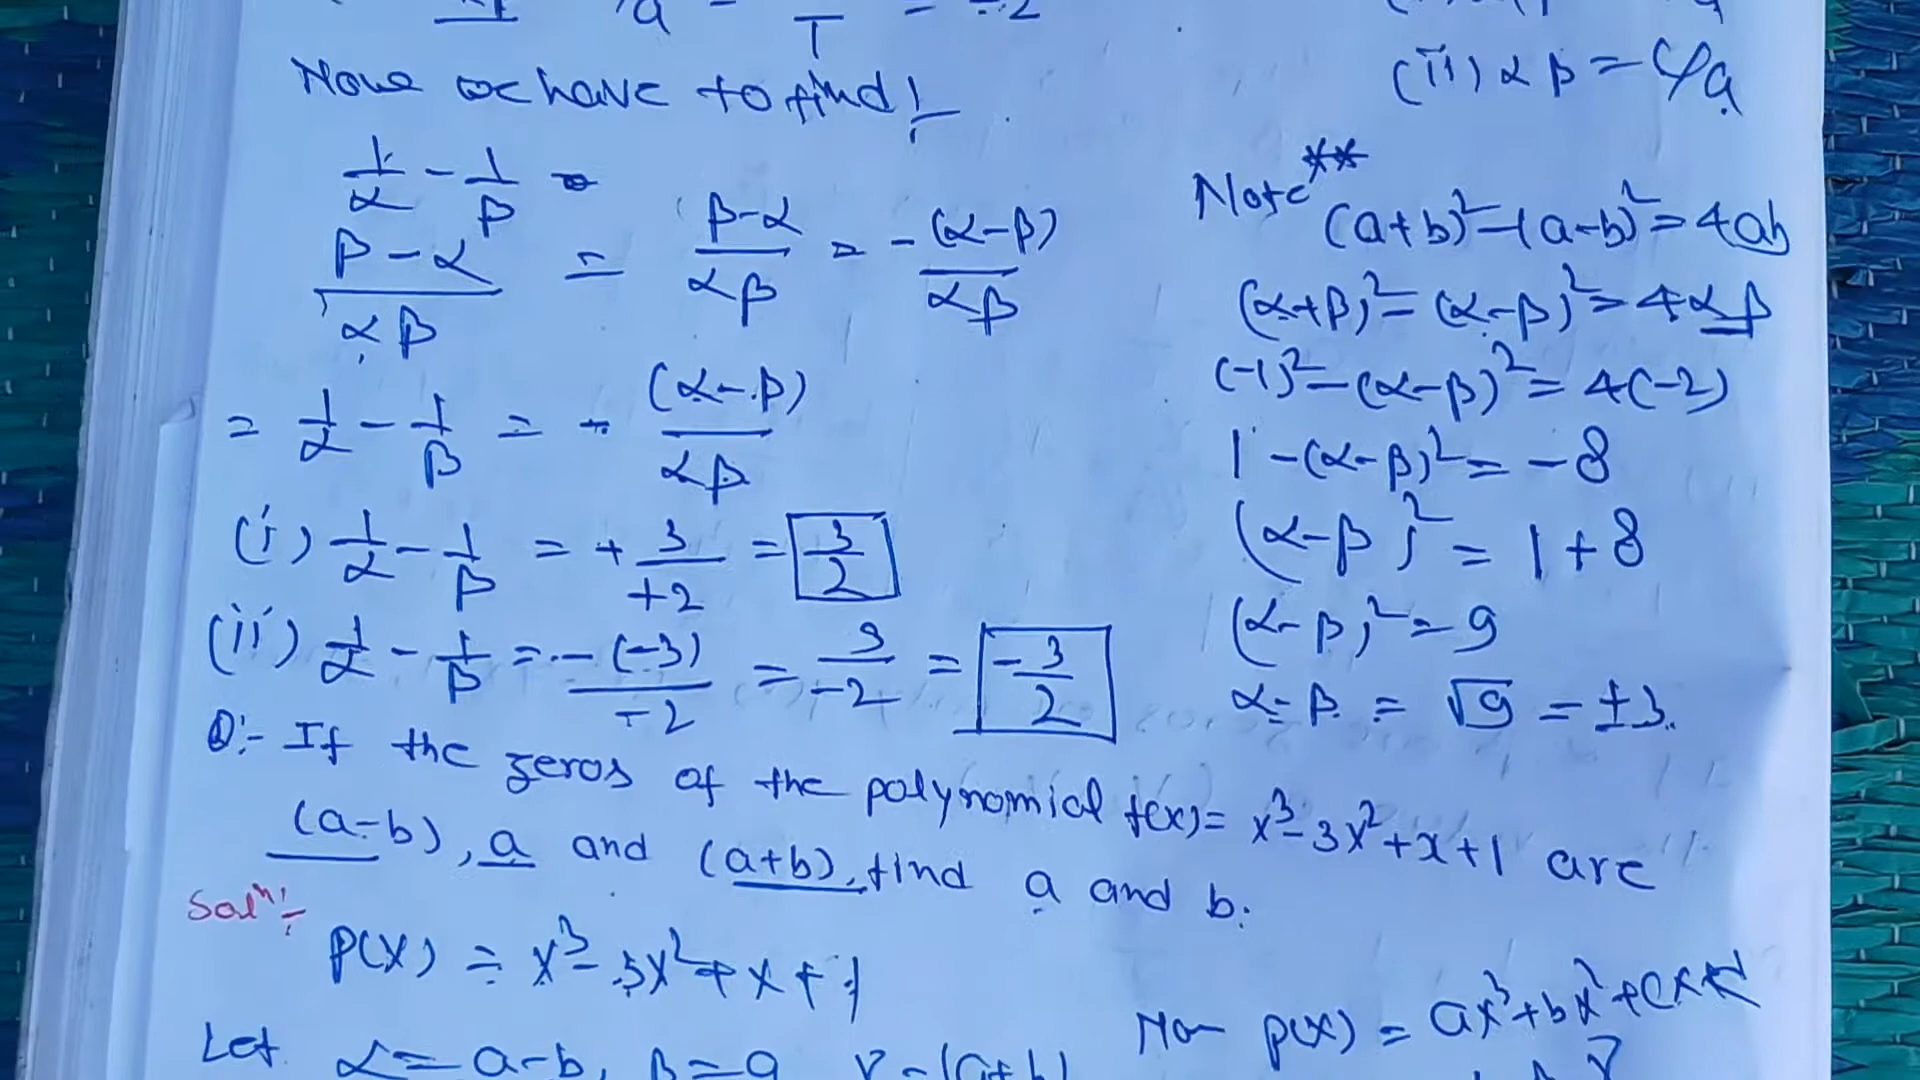 Now we have to find!-
1/α - 1/β =
(β-α)/(αβ) = (β-α)/(αβ) = -(α-β)/(αβ)
= 1/α - 1/β = - (α-β)/(αβ)
(i) 1/α - 1/β = + 3/+2 = 3/2
(ii) 1/α - 1/β = -(-3)/-2 = 3/-2 = -3/2
(ii) αβ = c/a
Note**
(a+b)²-(a-b)²=4ab
(α+β)²-(α-β)²=4αβ
(-1)²-(α-β)²=4(-2)
1-(α-β)²=-8
(α-β)²=1+8
(α-β)²=9
α-β = √9 = ±3.
Q:- If the zeros of the polynomial f(x)= x³-3x²+x+1 are
(a-b), a and (a+b), find a and b.
Solⁿ:-
p(x) = x³-3x²+x+1
Let α=a-b, β=a γ=(a+b)
Now p(x) = ax³+bx²+cx+d